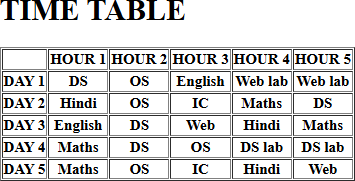 TIME TABLE
HOUR 1 HOUR 2 HOUR 3 HOUR 4 HOUR 5
DAY 1 DS OS English Web lab Web lab
DAY 2 Hindi OS IC Maths DS
DAY 3 English DS Web Hindi Maths
DAY 4 Maths DS OS DS lab DS lab
DAY 5 Maths OS IC Hindi Web